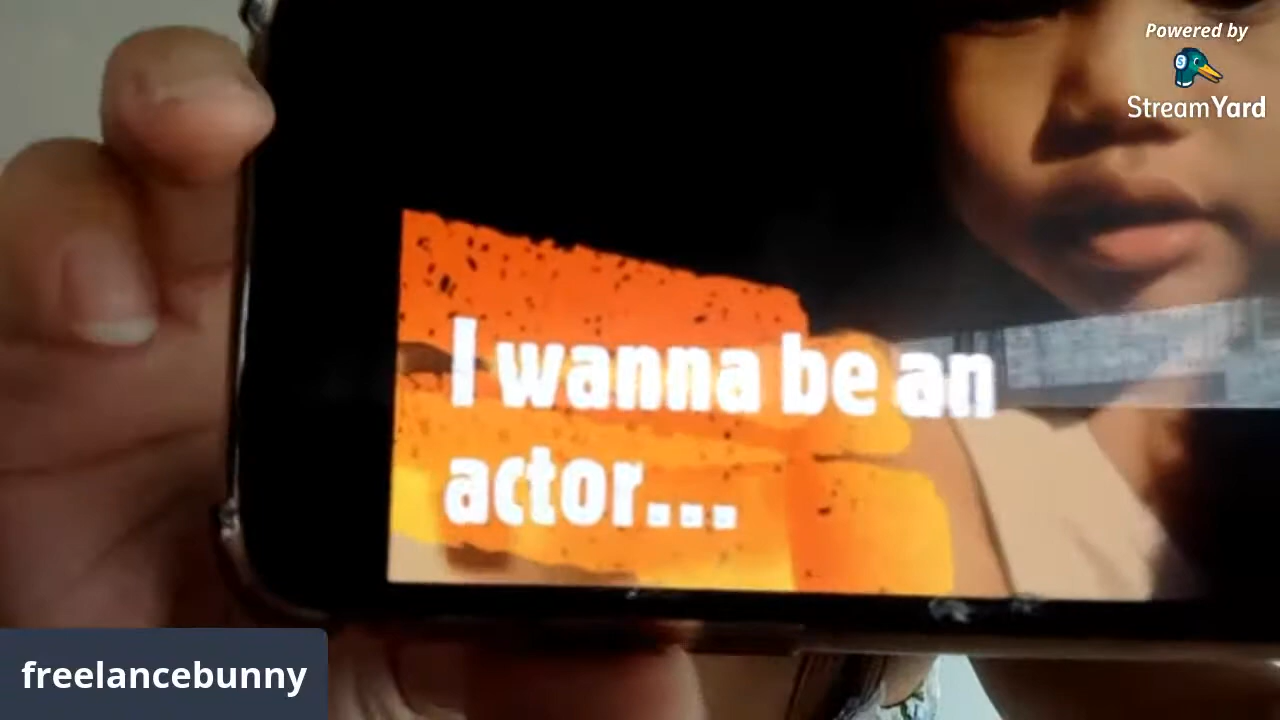 Powered by
StreamYard
I wanna be an
actor...
freelancebunny